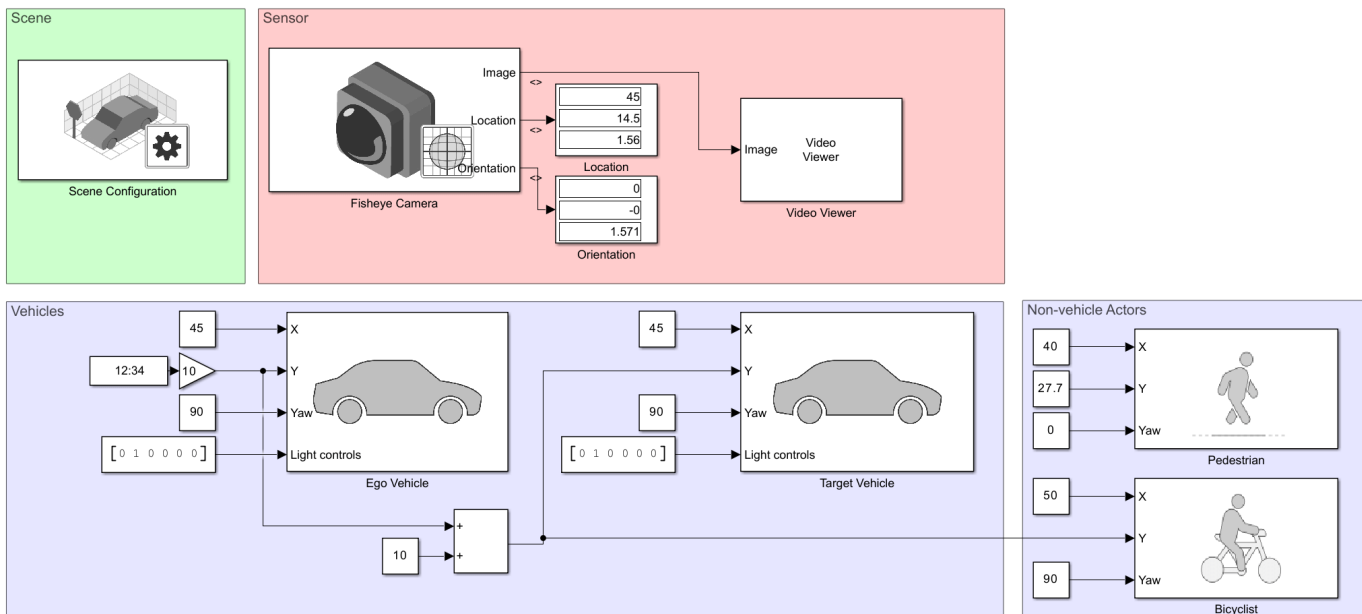 Scene
Scene Configuration
Sensor
Image
Location
Orientation
Fisheye Camera
<>
<>
<>
45
14.5
1.56
Location
0
-0
1.571
Orientation
Image
Video
Viewer
Video Viewer
Vehicles
45
12:34
10
90
[0 1 0 0 0 0]
X
Y
Yaw
Light controls
Ego Vehicle
45
90
[0 1 0 0 0 0]
X
Y
Yaw
Light controls
Target Vehicle
10
+
+
Non-vehicle Actors
40
27.7
0
X
Y
Yaw
Pedestrian
50
90
X
Y
Yaw
Bicyclist